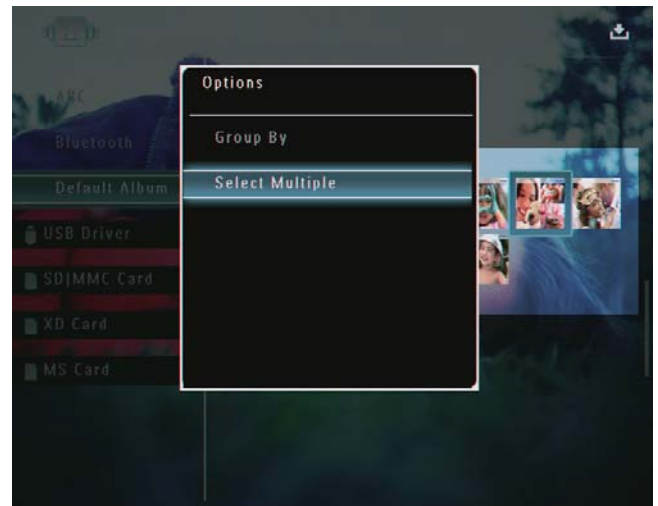 Options
Group By
Select Multiple
ABC
Bluetooth
Default Album
USB Driver
SD|MMC Card
XD Card
MS Card